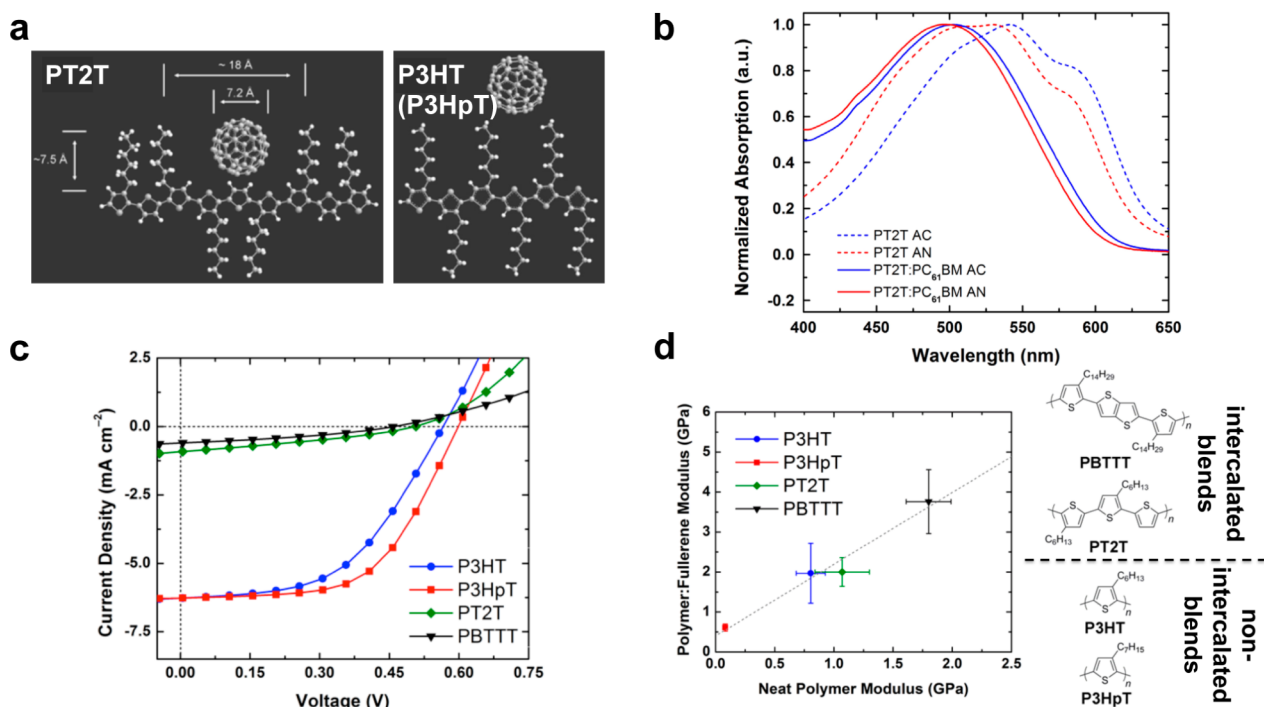 a
PT2T
~ 18 Å
7.2 Å
~7.5 Å
P3HT
(P3HpT)
b
Normalized Absorption (a.u.)
1.0
0.8
0.6
0.4
0.2
0.0
-0.2
PT2T AC
PT2T AN
PT2T:PC₆₁BM AC
PT2T:PC₆₁BM AN
400 450 500 550 600 650
Wavelength (nm)
c
Current Density (mA cm⁻²)
2.5
0.0
-2.5
-5.0
-7.5
P3HT
P3HpT
PT2T
PBTTT
0.00 0.15 0.30 0.45 0.60 0.75
Voltage (V)
d
Polymer:Fullerene Modulus (GPa)
6
5
4
3
2
1
0
P3HT
P3HpT
PT2T
PBTTT
0.0 0.5 1.0 1.5 2.0 2.5
Neat Polymer Modulus (GPa)
C₁₄H₂₉
S
S
S
S
n
C₁₄H₂₉
PBTTT
C₆H₁₃
S
S
S
n
C₆H₁₃
PT2T
C₆H₁₃
S
n
P3HT
C₇H₁₅
S
n
P3HpT
intercalated
blends
non-
intercalated
blends